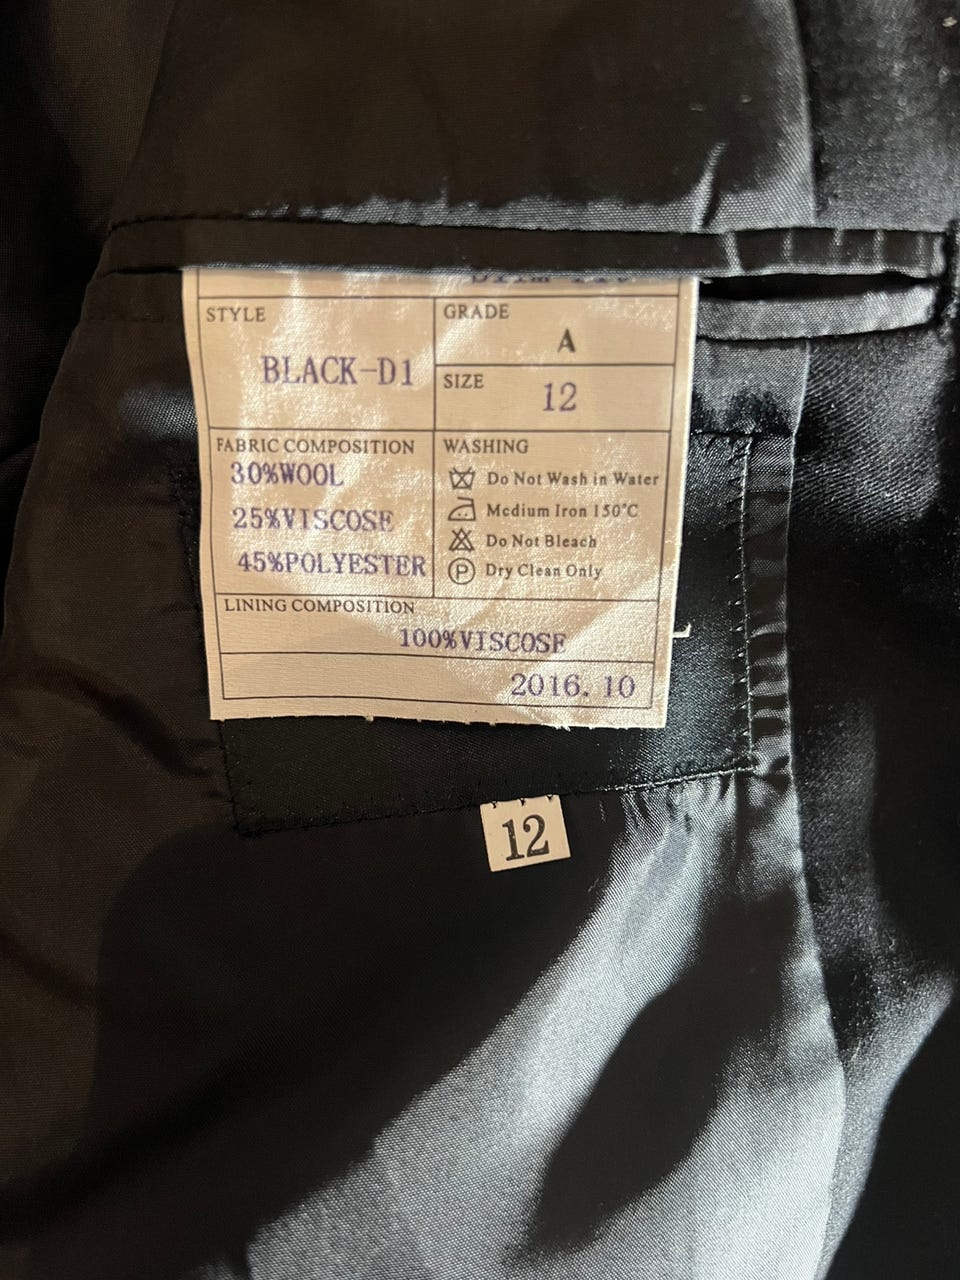 STYLE
BLACK-D1
GRADE
A
SIZE
12
FABRIC COMPOSITION
30%WOOL
25%VISCOSE
45%POLYESTER
WASHING
Do Not Wash in Water
Medium Iron 150°C
Do Not Bleach
P Dry Clean Only
LINING COMPOSITION
100%VISCOSE
2016.10
12